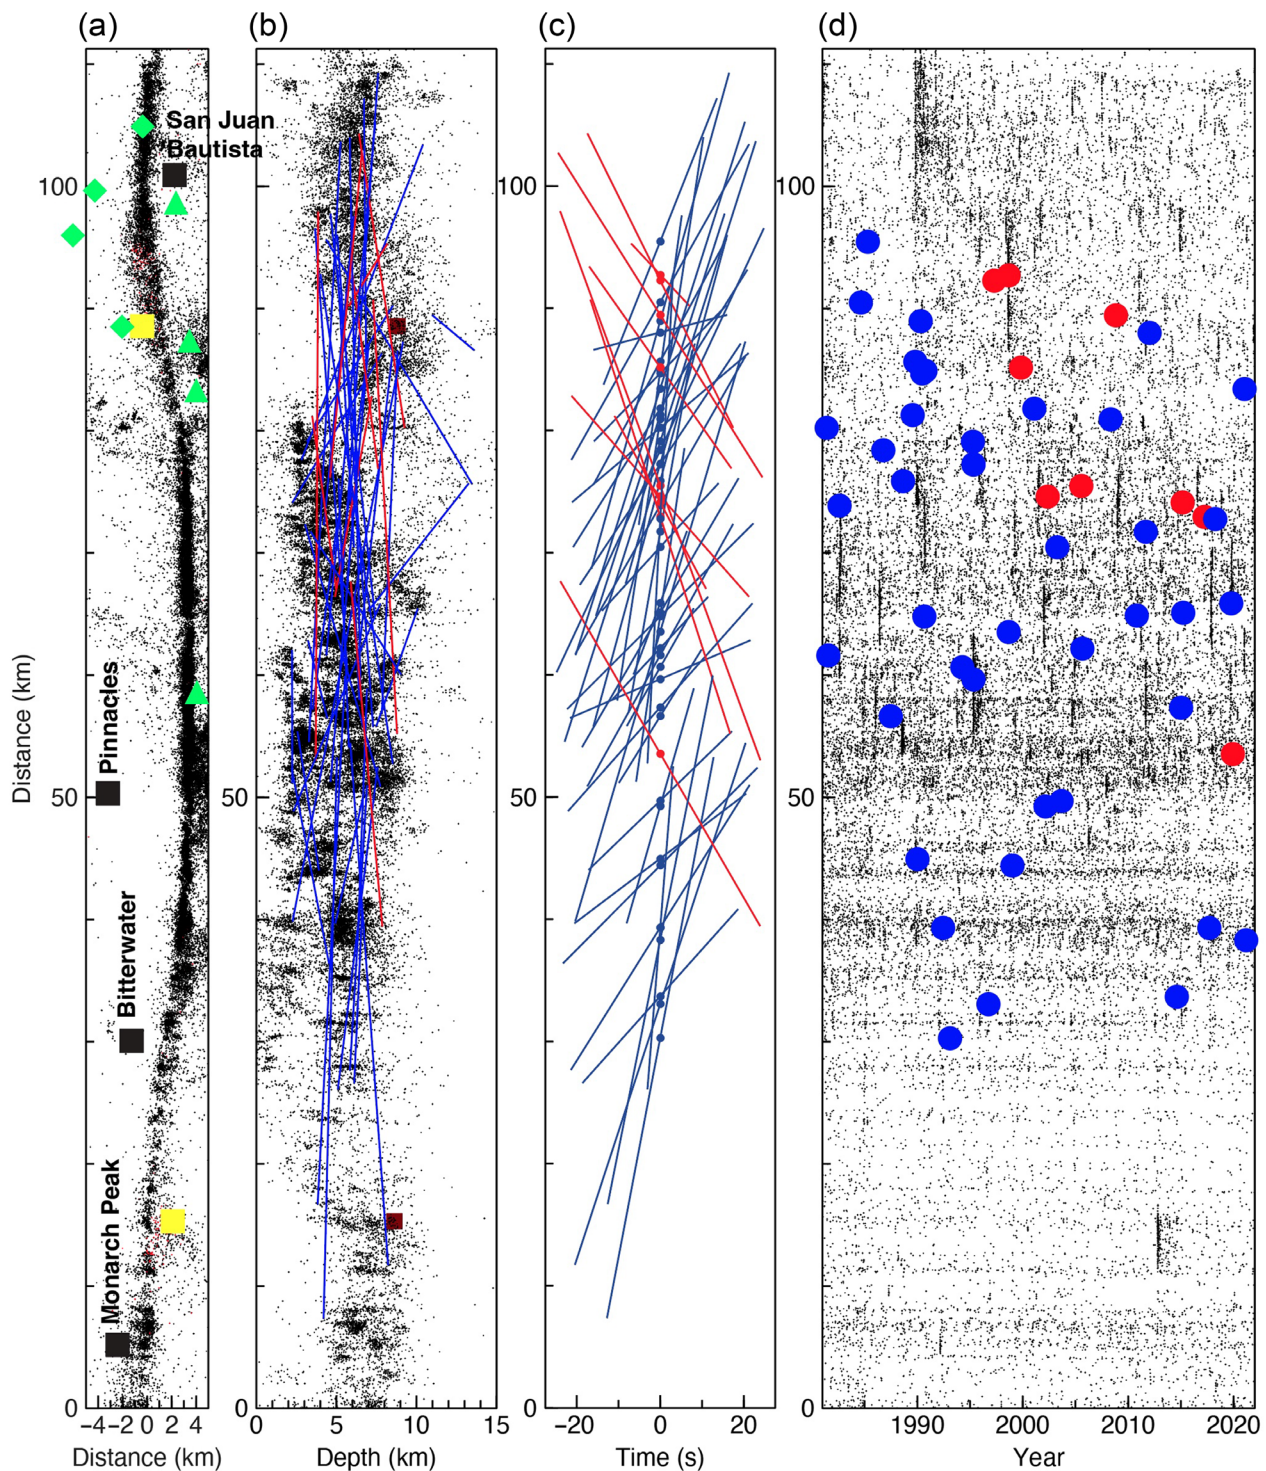 (a)
(b)
(c)
(d)
San Juan
Bautista
Pinnacles
Bitterwater
Monarch Peak
Distance (km)
100
50
0
−4 −2 0 2 4
Distance (km)
50
0
0 5 10 15
Depth (km)
100
50
0
−20 0 20
Time (s)
100
50
0
1990 2000 2010 2020
Year